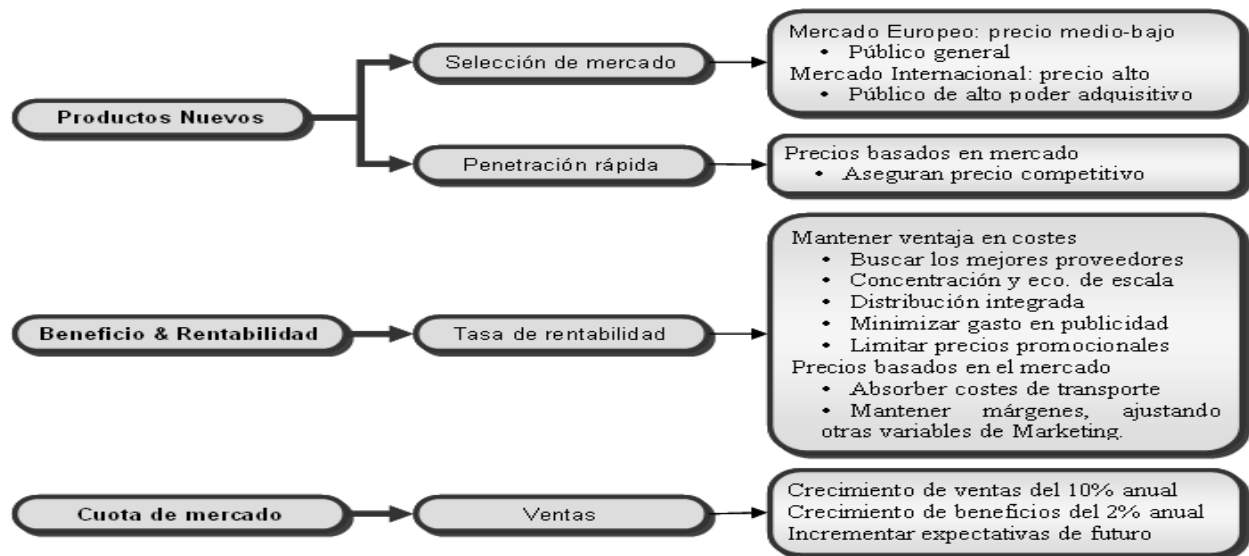 Productos Nuevos
Selección de mercado
Mercado Europeo: precio medio-bajo
• Público general
Mercado Internacional: precio alto
• Público de alto poder adquisitivo
Penetración rápida
Precios basados en mercado
• Aseguran precio competitivo
Beneficio & Rentabilidad
Tasa de rentabilidad
Mantener ventaja en costes
• Buscar los mejores proveedores
• Concentración y eco. de escala
• Distribución integrada
• Minimizar gasto en publicidad
• Limitar precios promocionales
Precios basados en el mercado
• Absorber costes de transporte
• Mantener márgenes, ajustando
otras variables de Marketing.
Cuota de mercado
Ventas
Crecimiento de ventas del 10% anual
Crecimiento de beneficios del 2% anual
Incrementar expectativas de futuro